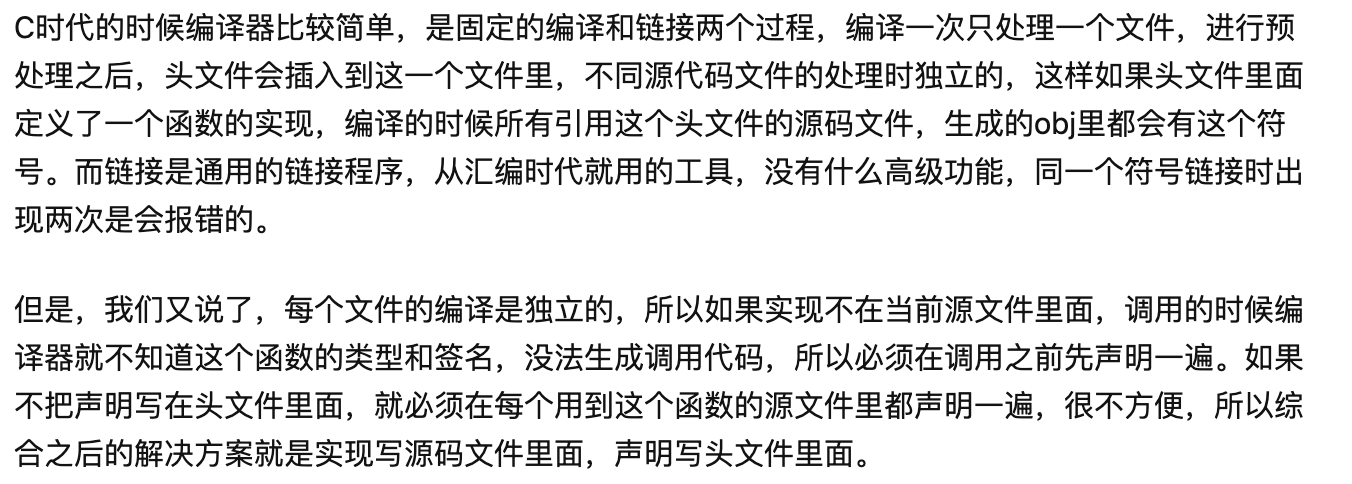 C时代的时候编译器比较简单，是固定的编译和链接两个过程，编译一次只处理一个文件，进行预
处理之后，头文件会插入到这一个文件里，不同源代码文件的处理时独立的，这样如果头文件里面
定义了一个函数的实现，编译的时候所有引用这个头文件的源码文件，生成的obj里都会有这个符
号。而链接是通用的链接程序，从汇编时代就用的工具，没有什么高级功能，同一个符号链接时出
现两次是会报错的。
但是，我们又说了，每个文件的编译是独立的，所以如果实现不在当前源文件里面，调用的时候编
译器就不知道这个函数的类型和签名，没法生成调用代码，所以必须在调用之前先声明一遍。如果
不把声明写在头文件里面，就必须在每个用到这个函数的源文件里都声明一遍，很不方便，所以综
合之后的解决方案就是实现写源码文件里面，声明写头文件里面。